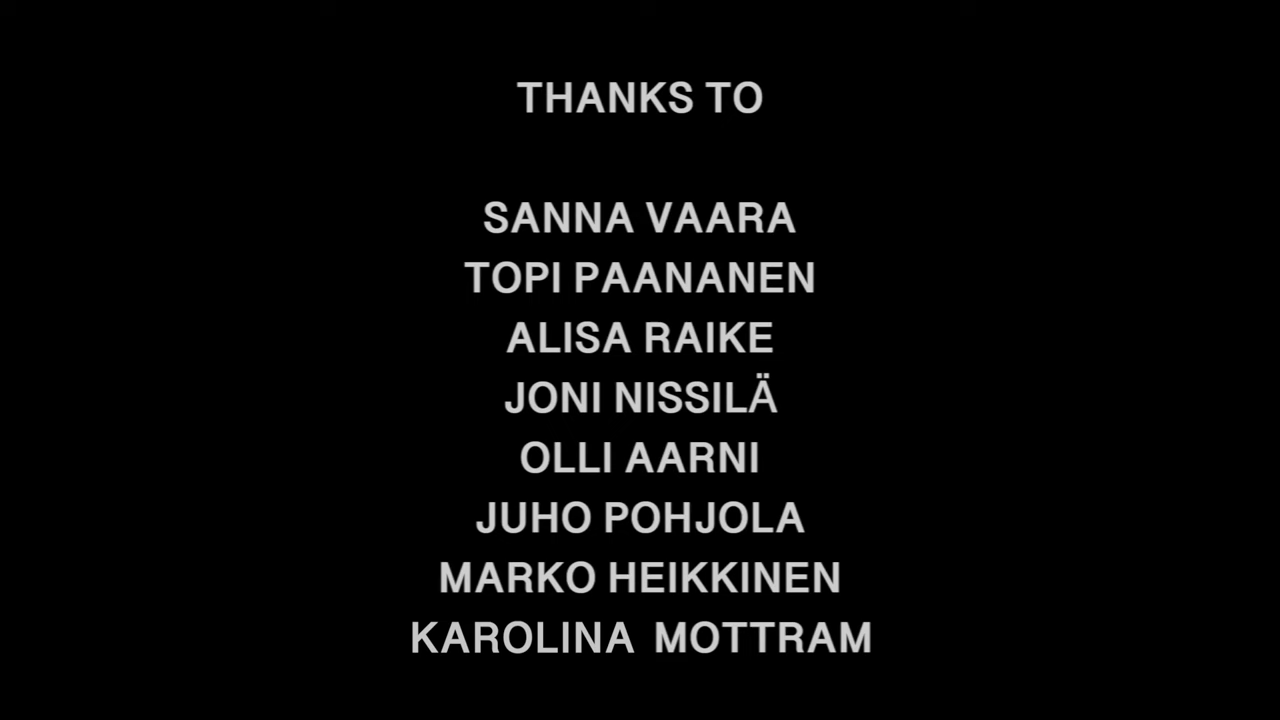 THANKS TO
SANNA VAARA
TOPI PAANANEN
ALISA RAIKE
JONI NISSILÄ
OLLI AARNI
JUHO POHJOLA
MARKO HEIKKINEN
KAROLINA MOTTRAM